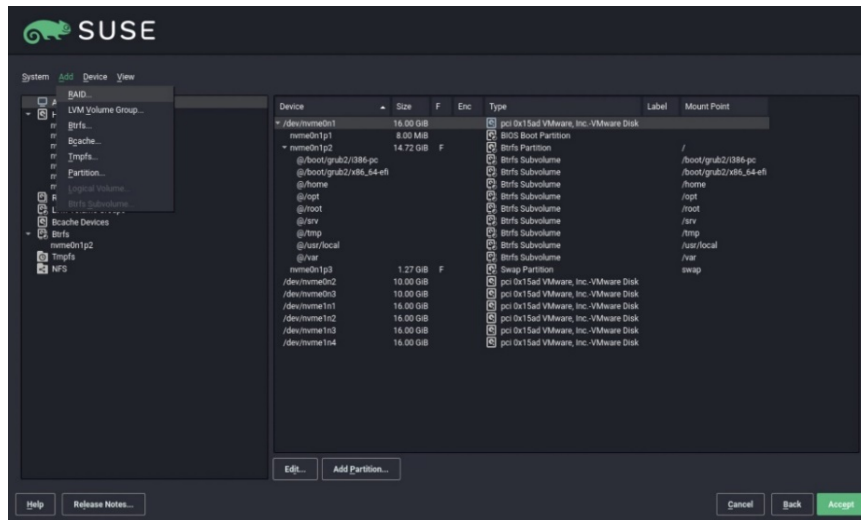 SUSE
System Add Device View
RAID...
LVM Volume Group...
Btrfs...
Bcache...
Tmpfs...
Partition...
Logical Volume...
Btrfs Subvolume...
Bcache Devices
Btrfs
nvme0n1p2
Tmpfs
NFS
Device Size F Enc Type Label Mount Point
/dev/nvme0n1 16.00 GiB pci 0x15ad VMware, Inc.-VMware Disk
nvme0n1p1 8.00 MiB BIOS Boot Partition
nvme0n1p2 14.72 GiB F Btrfs Partition /
@/boot/grub2/i386-pc Btrfs Subvolume /boot/grub2/i386-pc
@/boot/grub2/x86_64-efi Btrfs Subvolume /boot/grub2/x86_64-efi
@/home Btrfs Subvolume /home
@/opt Btrfs Subvolume /opt
@/root Btrfs Subvolume /root
@/srv Btrfs Subvolume /srv
@/tmp Btrfs Subvolume /tmp
@/usr/local Btrfs Subvolume /usr/local
@/var Btrfs Subvolume /var
nvme0n1p3 1.27 GiB F Swap Partition swap
/dev/nvme0n2 10.00 GiB pci 0x15ad VMware, Inc.-VMware Disk
/dev/nvme0n3 10.00 GiB pci 0x15ad VMware, Inc.-VMware Disk
/dev/nvme1n1 16.00 GiB pci 0x15ad VMware, Inc.-VMware Disk
/dev/nvme1n2 16.00 GiB pci 0x15ad VMware, Inc.-VMware Disk
/dev/nvme1n3 16.00 GiB pci 0x15ad VMware, Inc.-VMware Disk
/dev/nvme1n4 16.00 GiB pci 0x15ad VMware, Inc.-VMware Disk
Edit... Add Partition...
Help Release Notes... Cancel Back Accept